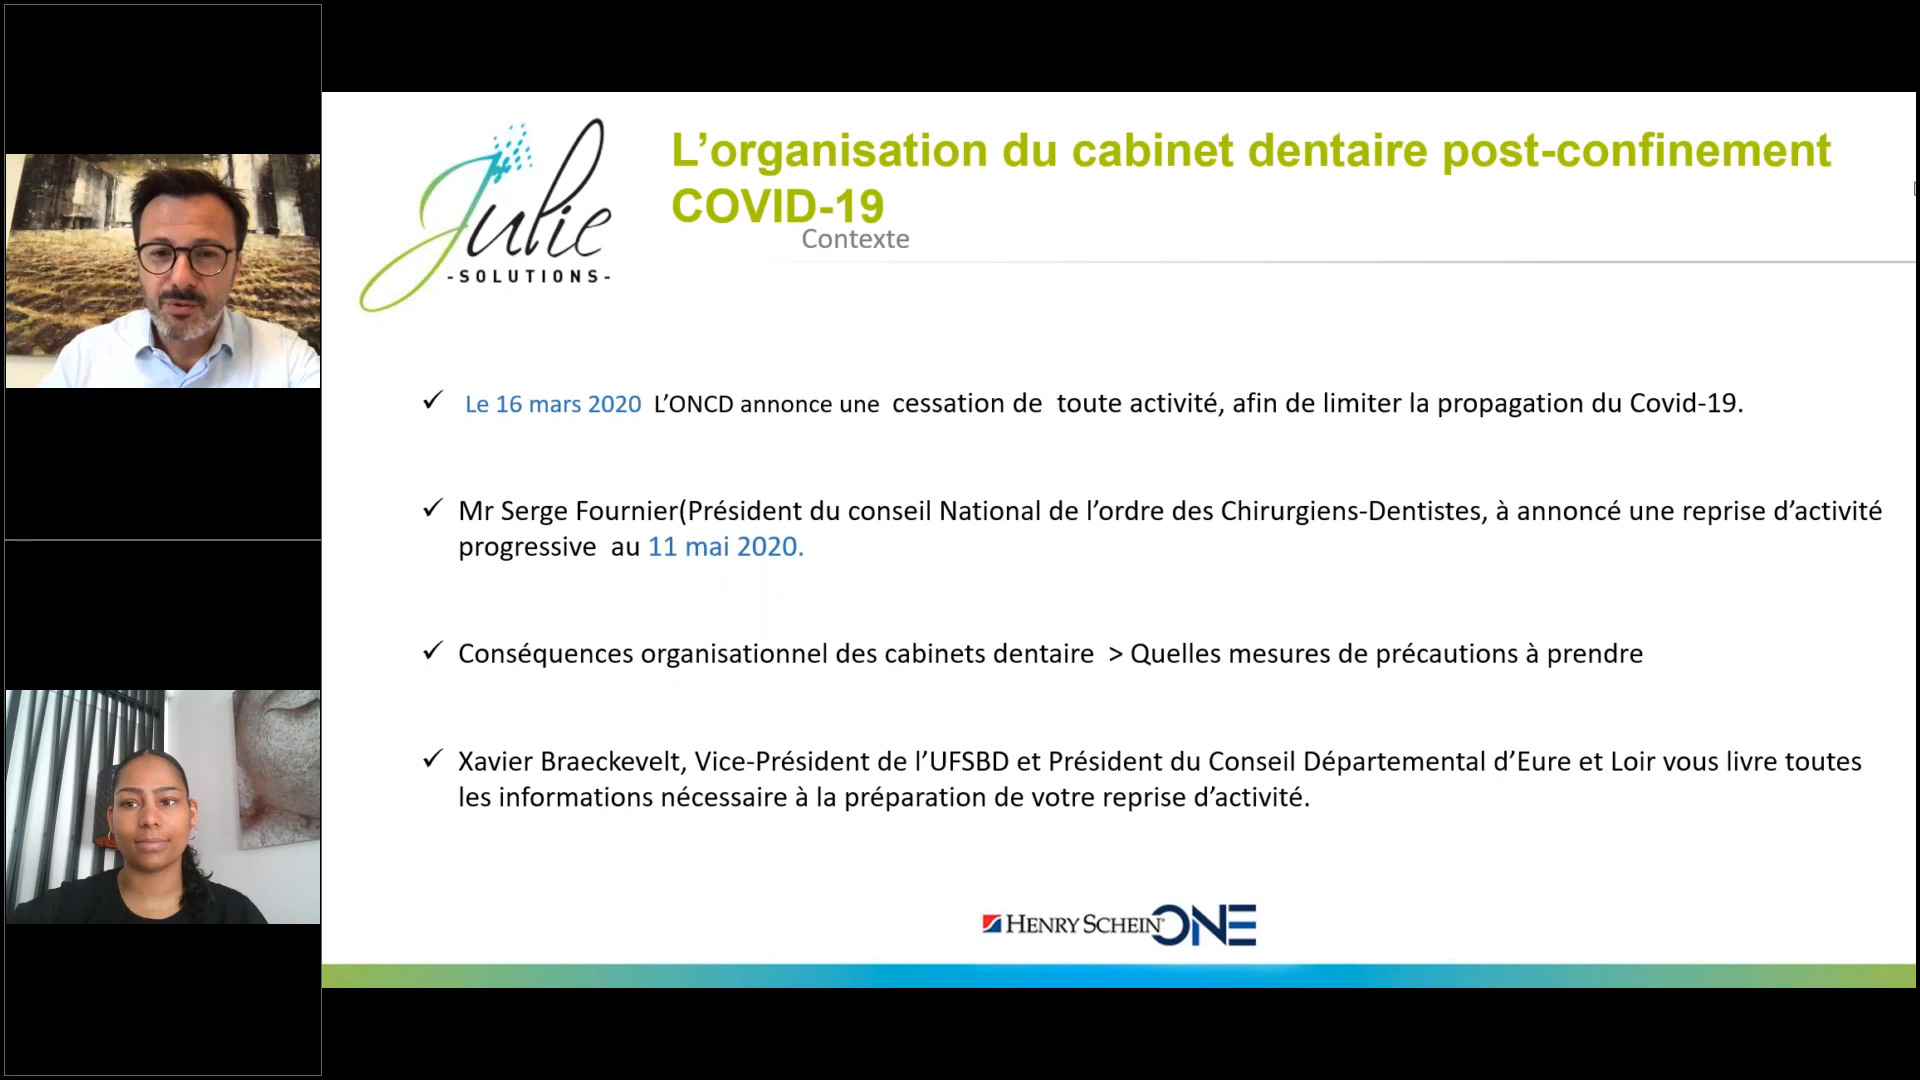 Julie
-SOLUTIONS-
L’organisation du cabinet dentaire post-confinement
COVID-19
Contexte
✓ Le 16 mars 2020 L’ONCD annonce une cessation de toute activité, afin de limiter la propagation du Covid-19.
✓ Mr Serge Fournier(Président du conseil National de l’ordre des Chirurgiens-Dentistes, à annoncé une reprise d’activité
progressive au 11 mai 2020.
✓ Conséquences organisationnel des cabinets dentaire > Quelles mesures de précautions à prendre
✓ Xavier Braeckevelt, Vice-Président de l’UFSBD et Président du Conseil Départemental d’Eure et Loir vous livre toutes
les informations nécessaire à la préparation de votre reprise d’activité.
HENRY SCHEIN® ONE